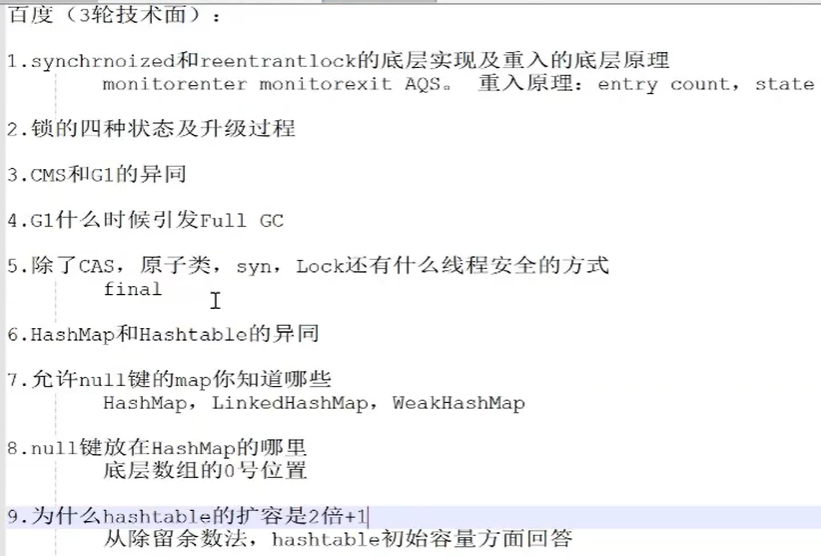 百度（3轮技术面）：
1.synchrnoized和reentrantlock的底层实现及重入的底层原理
monitorenter monitorexit AQS。 重入原理：entry count，state
2.锁的四种状态及升级过程
3.CMS和G1的异同
4.G1什么时候引发Full GC
5.除了CAS，原子类，syn，Lock还有什么线程安全的方式
final
6.HashMap和Hashtable的异同
7.允许null键的map你知道哪些
HashMap，LinkedHashMap，WeakHashMap
8.null键放在HashMap的哪里
底层数组的0号位置
9.为什么hashtable的扩容是2倍+1
从除留余数法，hashtable初始容量方面回答